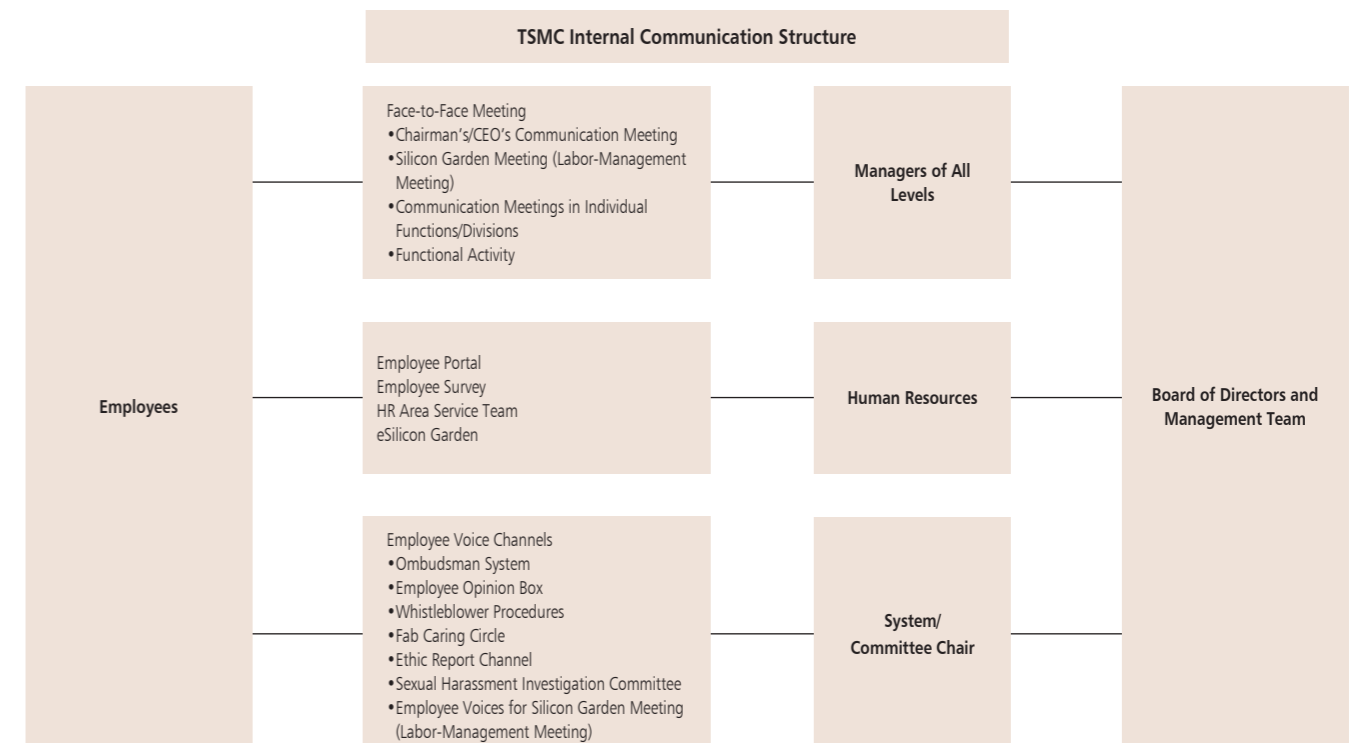 TSMC Internal Communication Structure
Employees
Face-to-Face Meeting
•Chairman's/CEO's Communication Meeting
•Silicon Garden Meeting (Labor-Management
Meeting)
•Communication Meetings in Individual
Functions/Divisions
•Functional Activity
Managers of All
Levels
Employee Portal
Employee Survey
HR Area Service Team
eSilicon Garden
Human Resources
Employee Voice Channels
•Ombudsman System
•Employee Opinion Box
•Whistleblower Procedures
•Fab Caring Circle
•Ethic Report Channel
•Sexual Harassment Investigation Committee
•Employee Voices for Silicon Garden Meeting
(Labor-Management Meeting)
System/
Committee Chair
Board of Directors and
Management Team